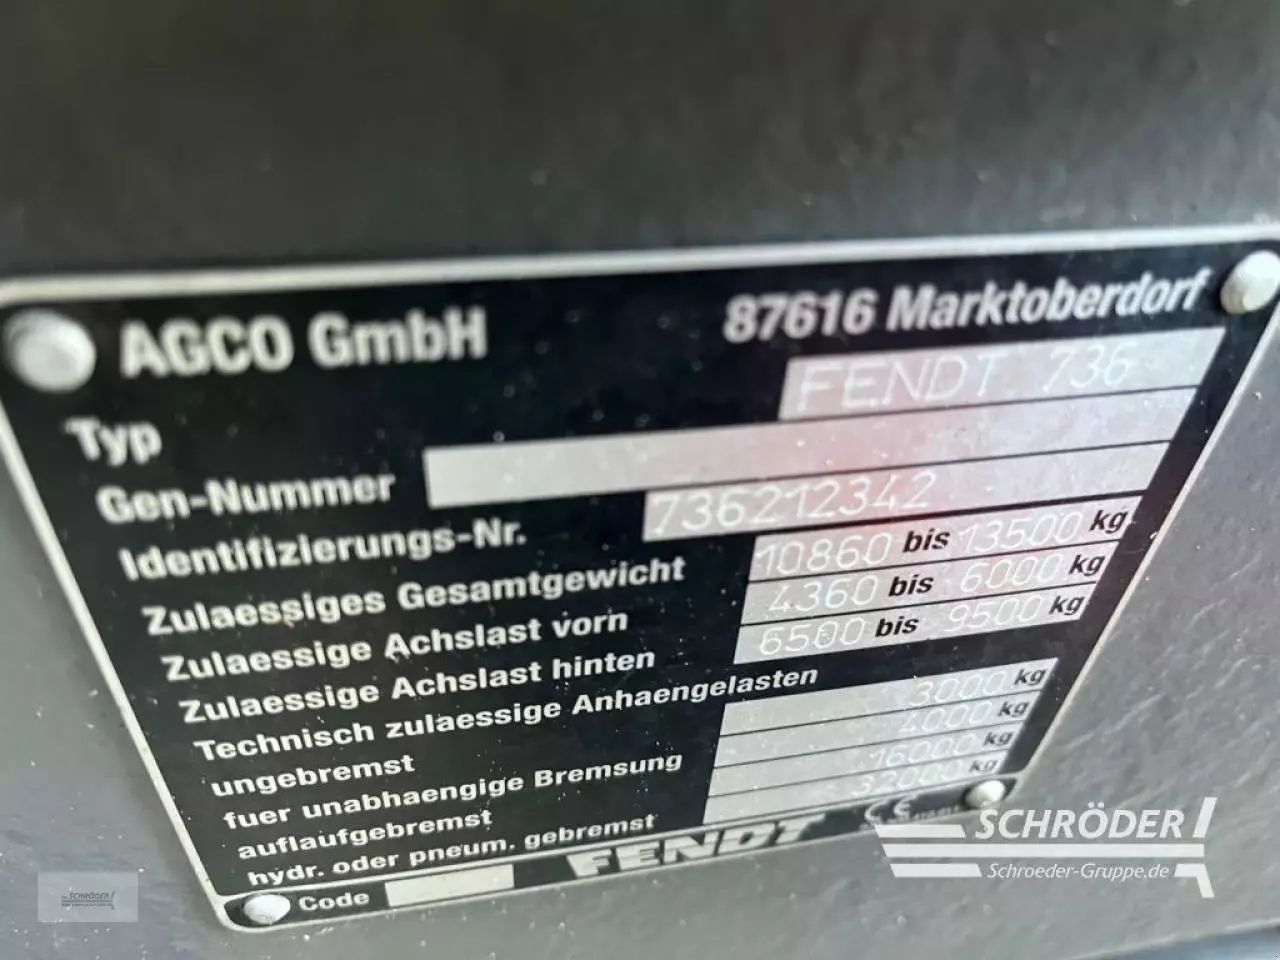 AGCO GmbH 87616 Marktoberdorf
Typ FENDT 736
Gen-Nummer
Identifizierungs-Nr. 736212342
Zulaessiges Gesamtgewicht 10860 bis 13500 kg
Zulaessige Achslast vorn 4360 bis 6000 kg
Zulaessige Achslast hinten 6500 bis 9500 kg
Technisch zulaessige Anhaengelasten
ungebremst 3000 kg
fuer unabhaengige Bremsung 4000 kg
auflaufgebremst 16000 kg
hydr. oder pneum. gebremst 32000 kg
Code FENDT CE
SCHRÖDER
Schroeder-Gruppe.de
SCHRÖDER